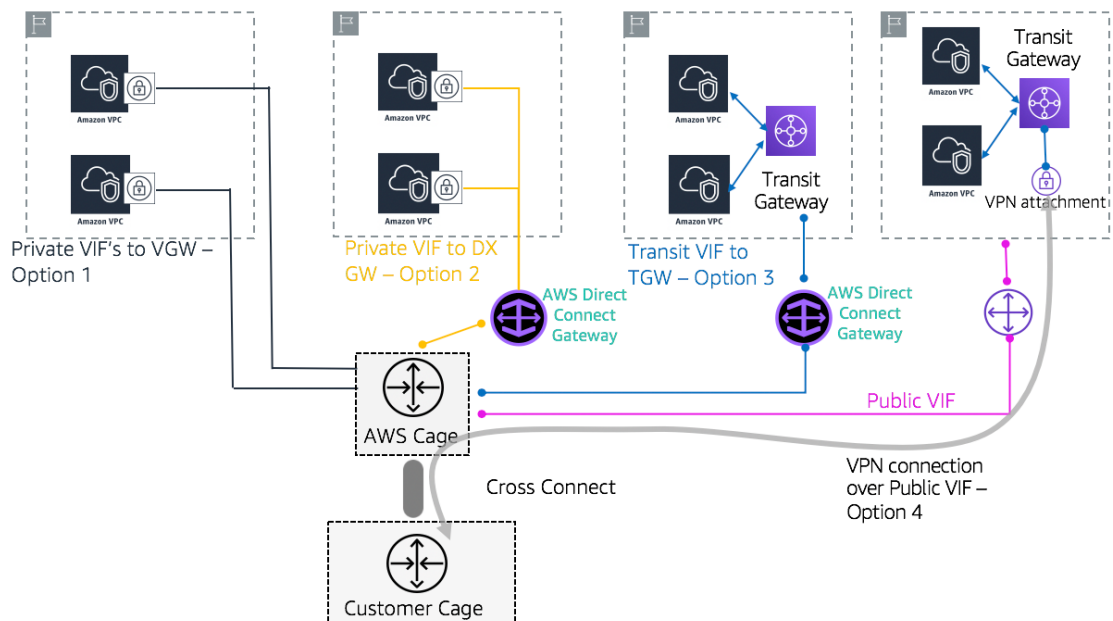 Amazon VPC
Amazon VPC
Private VIF's to VGW –
Option 1
Amazon VPC
Amazon VPC
Private VIF to DX
GW – Option 2
AWS Direct
Connect
Gateway
Amazon VPC
Amazon VPC
Transit
Gateway
Transit VIF to
TGW – Option 3
AWS Direct
Connect
Gateway
Amazon VPC
Amazon VPC
Transit
Gateway
VPN attachment
Public VIF
VPN connection
over Public VIF –
Option 4
AWS Cage
Cross Connect
Customer Cage